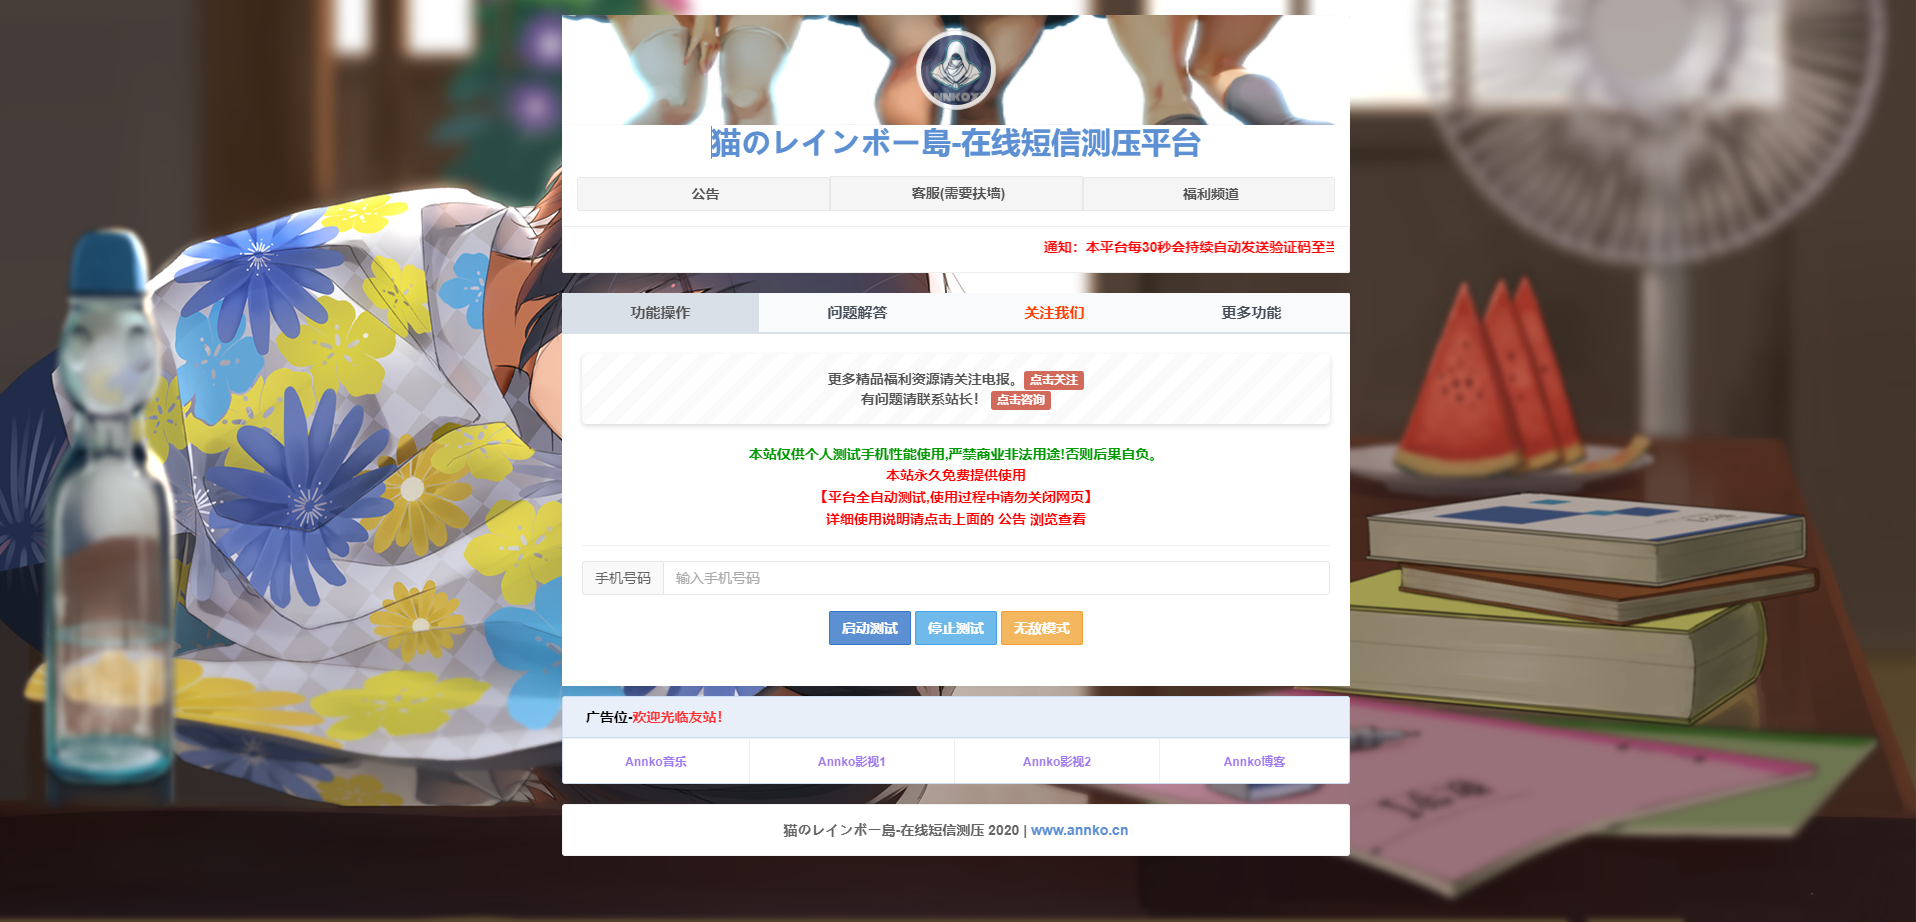 ANNKO
猫のレインボー島-在线短信测压平台
公告
客服(需要扶墙)
福利频道
通知：本平台每30秒会持续自动发送验证码至当
功能操作
问题解答
关注我们
更多功能
更多精品福利资源请关注电报。 点击关注
有问题请联系站长！ 点击咨询
本站仅供个人测试手机性能使用,严禁商业非法用途!否则后果自负。
本站永久免费提供使用
【平台全自动测试,使用过程中请勿关闭网页】
详细使用说明请点击上面的 公告 浏览查看
手机号码
输入手机号码
启动测试
停止测试
无敌模式
广告位-欢迎光临友站！
Annko音乐
Annko影视1
Annko影视2
Annko博客
猫のレインボー島-在线短信测压 2020 | www.annko.cn